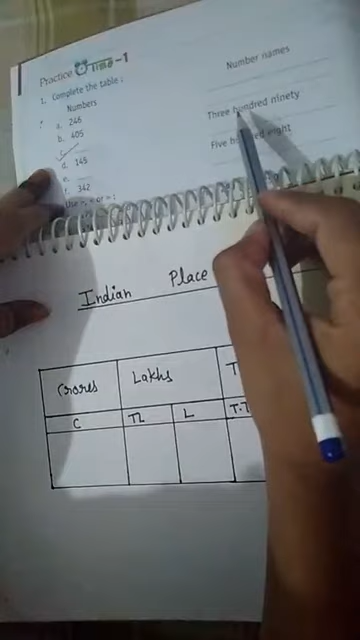 Practice Time-1
1. Complete the table :
Numbers Number names
a. 246
b. 405
c. Three hundred ninety
d. 145
e. Five hundred eight
f. 342
or = :
Indian Place
Crores Lakhs T
C TL L T.T